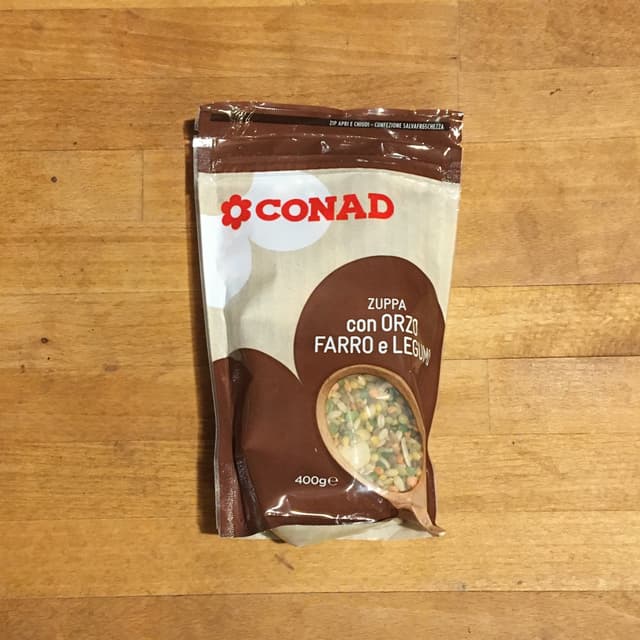 ZIP APRI E CHIUDI - CONFEZIONE SALVAFRESCHEZZA
CONAD
ZUPPA
con ORZO
FARRO e LEGUMI
400g℮